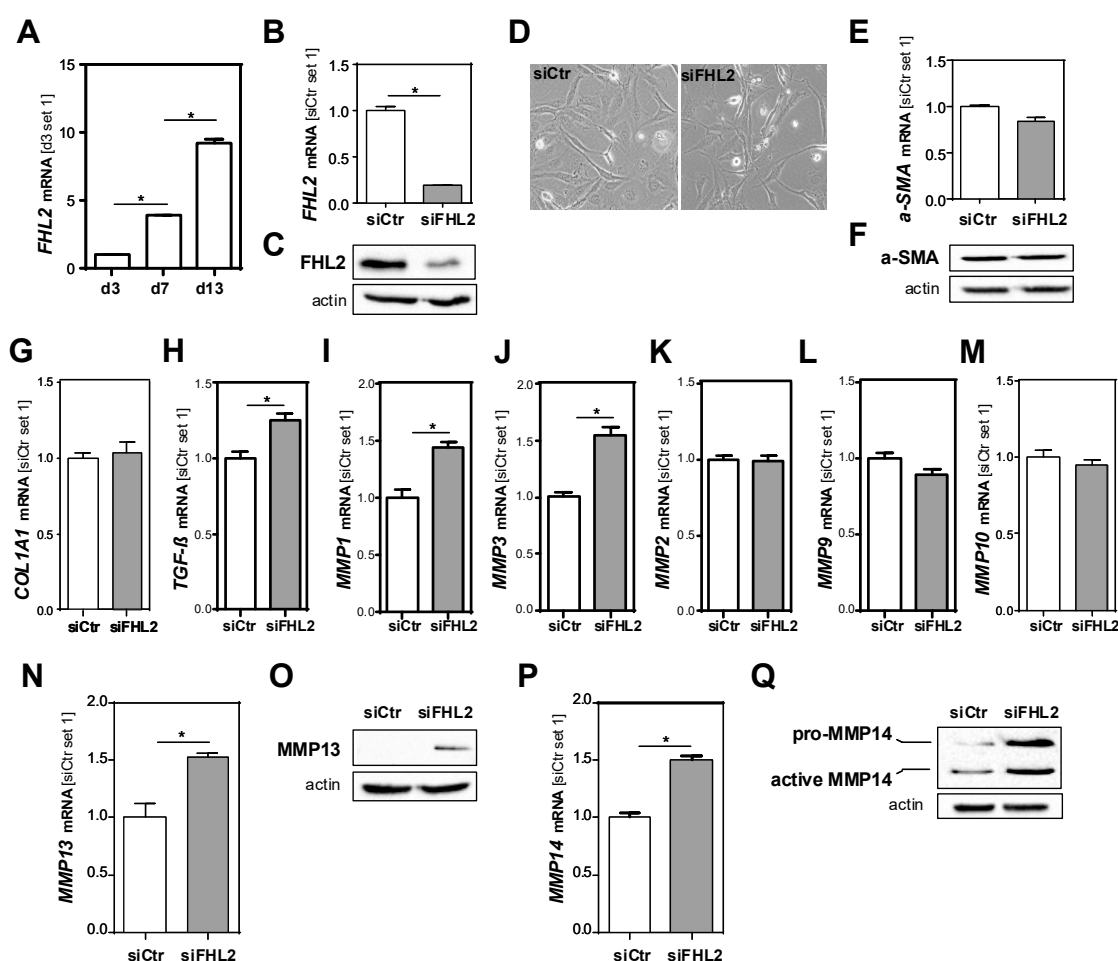 A
FHL2 mRNA [d3 set 1]
15
10
5
0
d3
d7
d13
*
*
B
FHL2 mRNA [siCtr set 1]
1.5
1.0
0.5
0.0
*
siCtr siFHL2
C
FHL2
actin
D
siCtr
siFHL2
E
a-SMA mRNA [siCtr set 1]
1.5
1.0
0.5
0.0
siCtr siFHL2
F
a-SMA
actin
G
COL1A1 mRNA [siCtr set 1]
1.5
1.0
0.5
0.0
siCtr siFHL2
H
TGF-ß mRNA [siCtr set 1]
1.5
1.0
0.5
0.0
*
siCtr siFHL2
I
MMP1 mRNA [siCtr set 1]
2.0
1.5
1.0
0.5
0.0
*
siCtr siFHL2
J
MMP3 mRNA [siCtr set 1]
2.0
1.5
1.0
0.5
0.0
*
siCtr siFHL2
K
MMP2 mRNA [siCtr set 1]
1.5
1.0
0.5
0.0
siCtr siFHL2
L
MMP9 mRNA [siCtr set 1]
1.5
1.0
0.5
0.0
siCtr siFHL2
M
MMP10 mRNA [siCtr set 1]
1.5
1.0
0.5
0.0
siCtr siFHL2
N
MMP13 mRNA [siCtr set 1]
2.0
1.5
1.0
0.5
0.0
*
siCtr siFHL2
O
siCtr siFHL2
MMP13
actin
P
MMP14 mRNA [siCtr set 1]
2.0
1.5
1.0
0.5
0.0
*
siCtr siFHL2
Q
siCtr siFHL2
pro-MMP14
active MMP14
actin